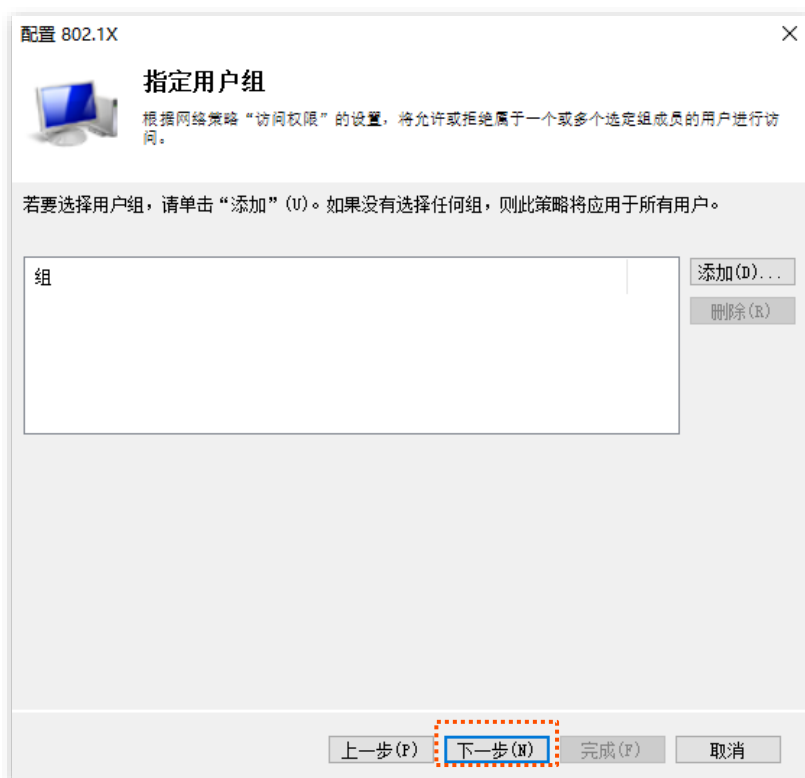 配置 802.1X
指定用户组
根据网络策略“访问权限”的设置，将允许或拒绝属于一个或多个选定组成员的用户进行访
问。
若要选择用户组，请单击“添加”(U)。如果没有选择任何组，则此策略将应用于所有用户。
组
添加(D)...
删除(R)
上一步(P) 下一步(N) 完成(F) 取消